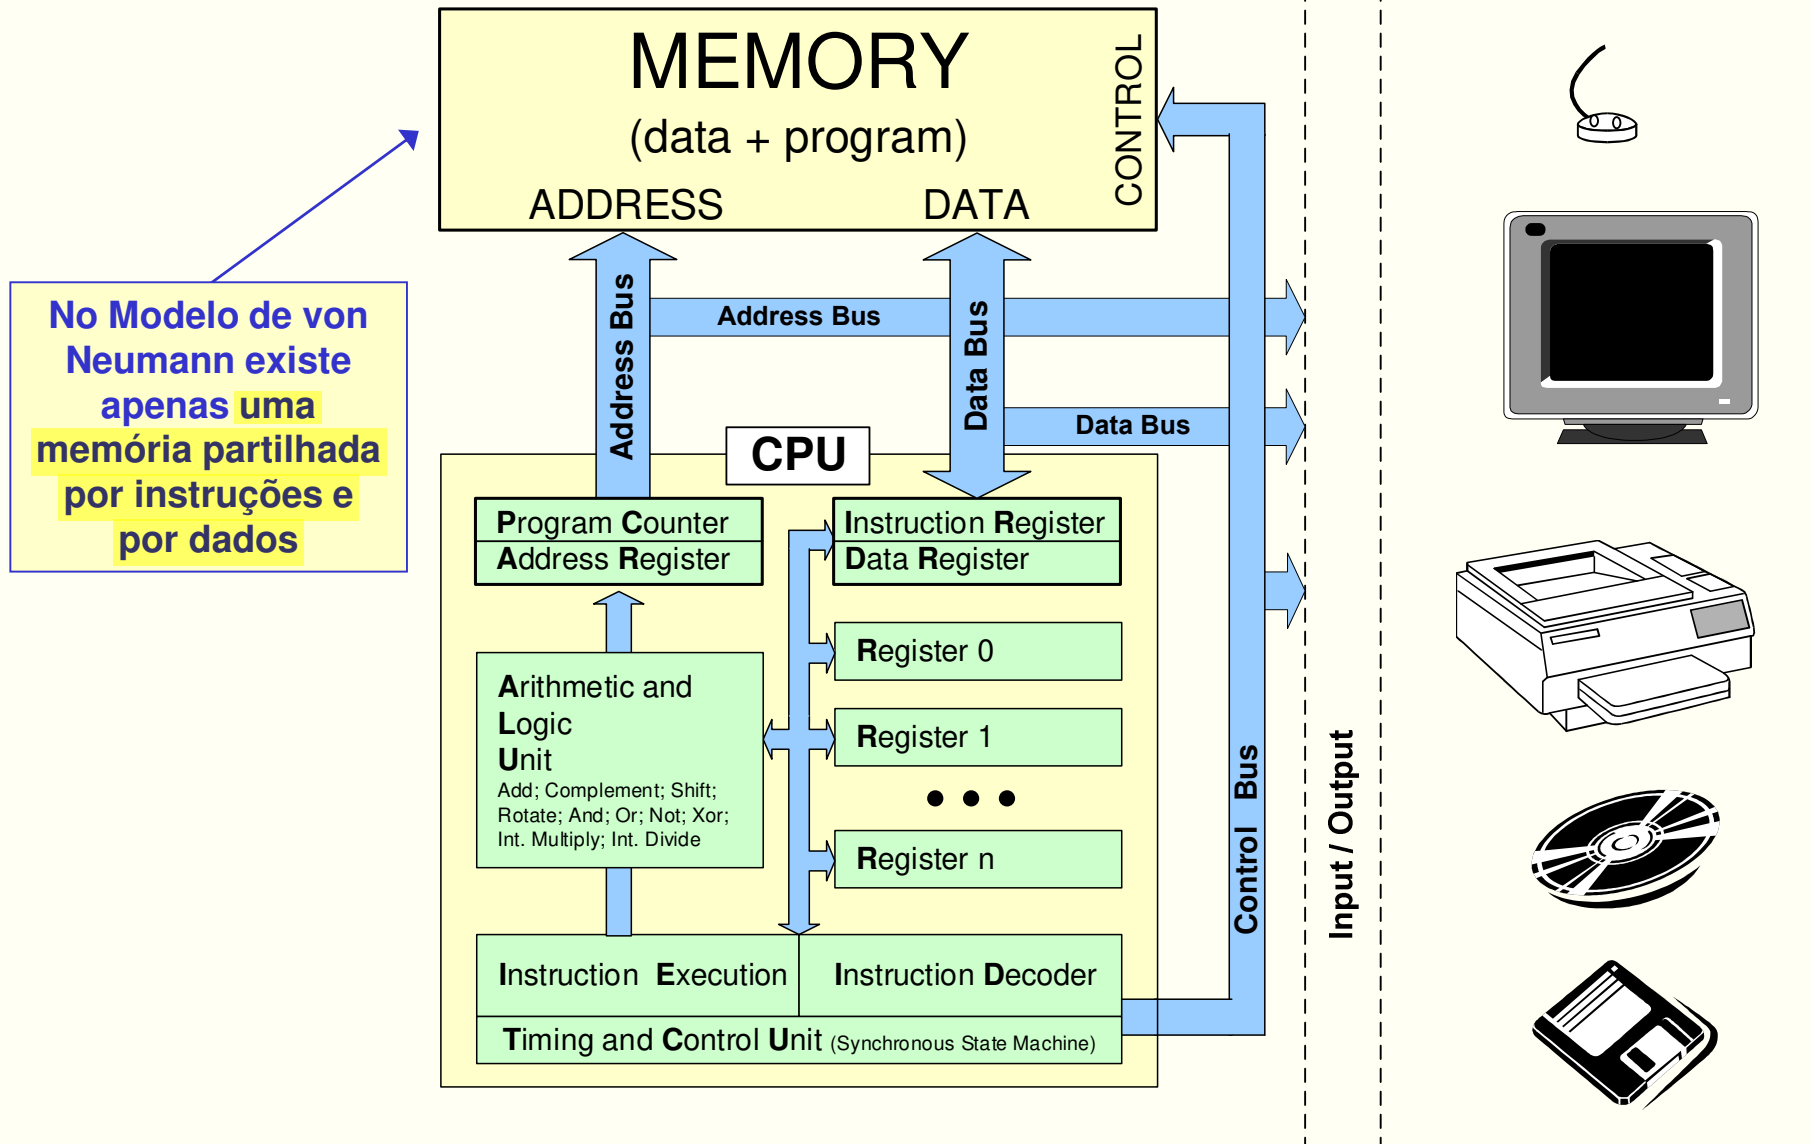 MEMORY
(data + program)
CONTROL
ADDRESS
DATA
No Modelo de von
Neumann existe
apenas uma
memória partilhada
por instruções e
por dados
Address Bus
Address Bus
Data Bus
Data Bus
CPU
Program Counter
Address Register
Instruction Register
Data Register
Arithmetic and
Logic
Unit
Add; Complement; Shift;
Rotate; And; Or; Not; Xor;
Int. Multiply; Int. Divide
Register 0
Register 1
• • •
Register n
Instruction Execution
Instruction Decoder
Timing and Control Unit (Synchronous State Machine)
Control Bus
Input / Output